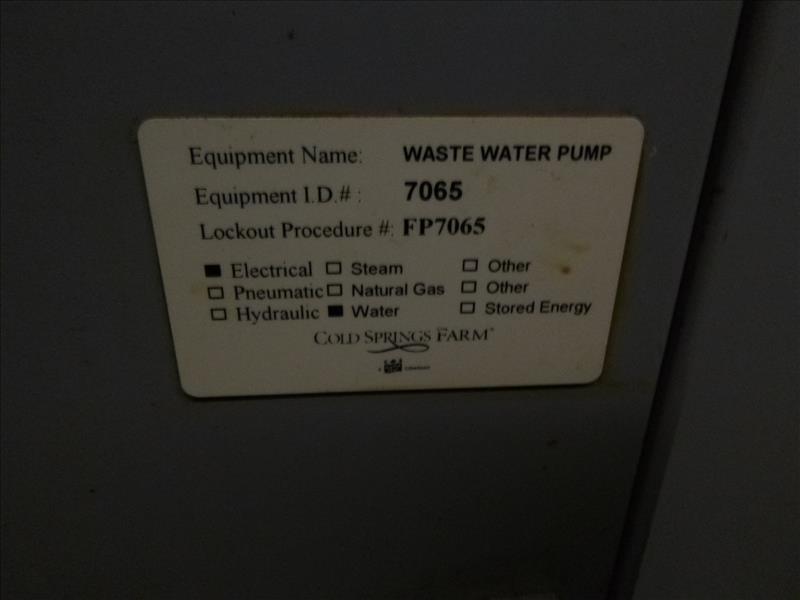 Equipment Name: WASTE WATER PUMP
Equipment I.D.# : 7065
Lockout Procedure #: FP7065
■ Electrical □ Steam □ Other
□ Pneumatic □ Natural Gas □ Other
□ Hydraulic ■ Water □ Stored Energy
COLD SPRINGS FARM